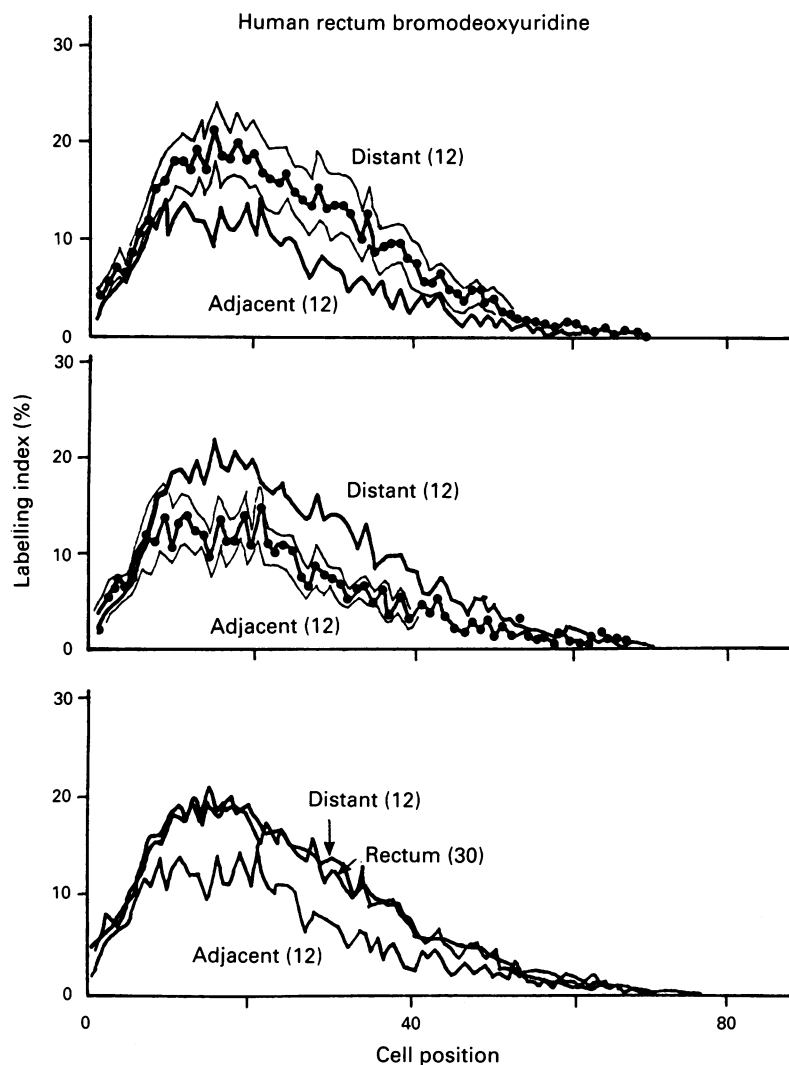 Human rectum bromodeoxyuridine
30
20
10
0
Distant (12)
Adjacent (12)
Labelling index (%)
30
20
10
0
Distant (12)
Adjacent (12)
30
20
10
0
Distant (12)
Rectum (30)
Adjacent (12)
0
40
80
Cell position